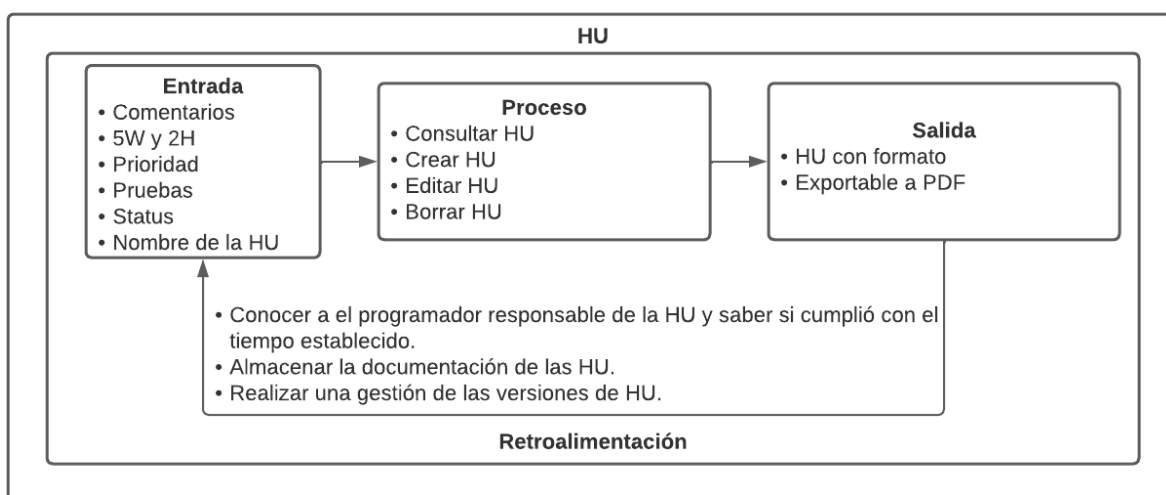 HU
Entrada
• Comentarios
• 5W y 2H
• Prioridad
• Pruebas
• Status
• Nombre de la HU
Proceso
• Consultar HU
• Crear HU
• Editar HU
• Borrar HU
Salida
• HU con formato
• Exportable a PDF
• Conocer a el programador responsable de la HU y saber si cumplió con el
tiempo establecido.
• Almacenar la documentación de las HU.
• Realizar una gestión de las versiones de HU.
Retroalimentación